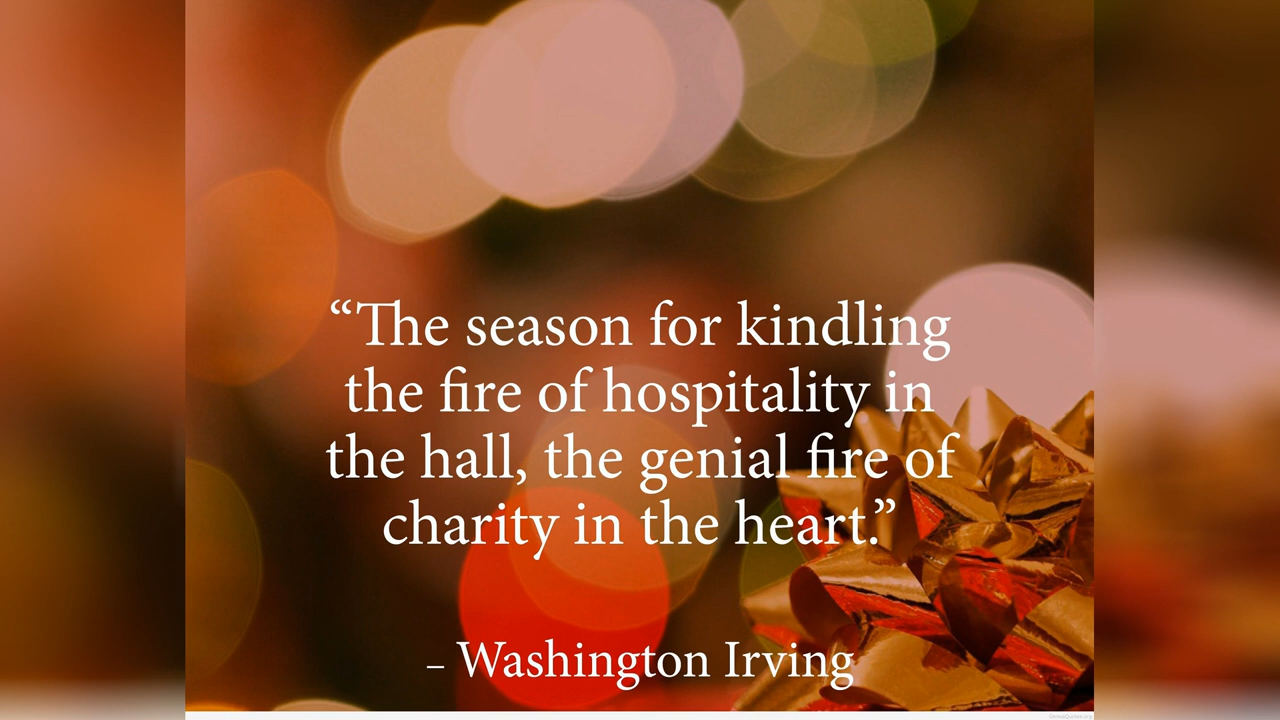 “The season for kindling
the fire of hospitality in
the hall, the genial fire of
charity in the heart.”
– Washington Irving